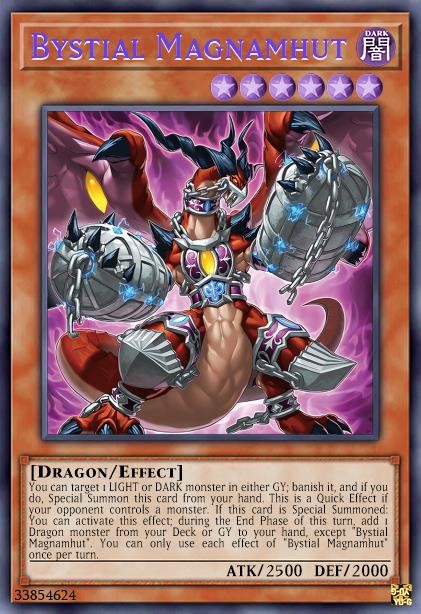 Bystial Magnamhut
DARK
闇
[Dragon/Effect]
You can target 1 LIGHT or DARK monster in either GY; banish it, and if you
do, Special Summon this card from your hand. This is a Quick Effect if
your opponent controls a monster. If this card is Special Summoned:
You can activate this effect; during the End Phase of this turn, add 1
Dragon monster from your Deck or GY to your hand, except "Bystial
Magnamhut". You can only use each effect of "Bystial Magnamhut"
once per turn.
ATK/2500 DEF/2000
33854624